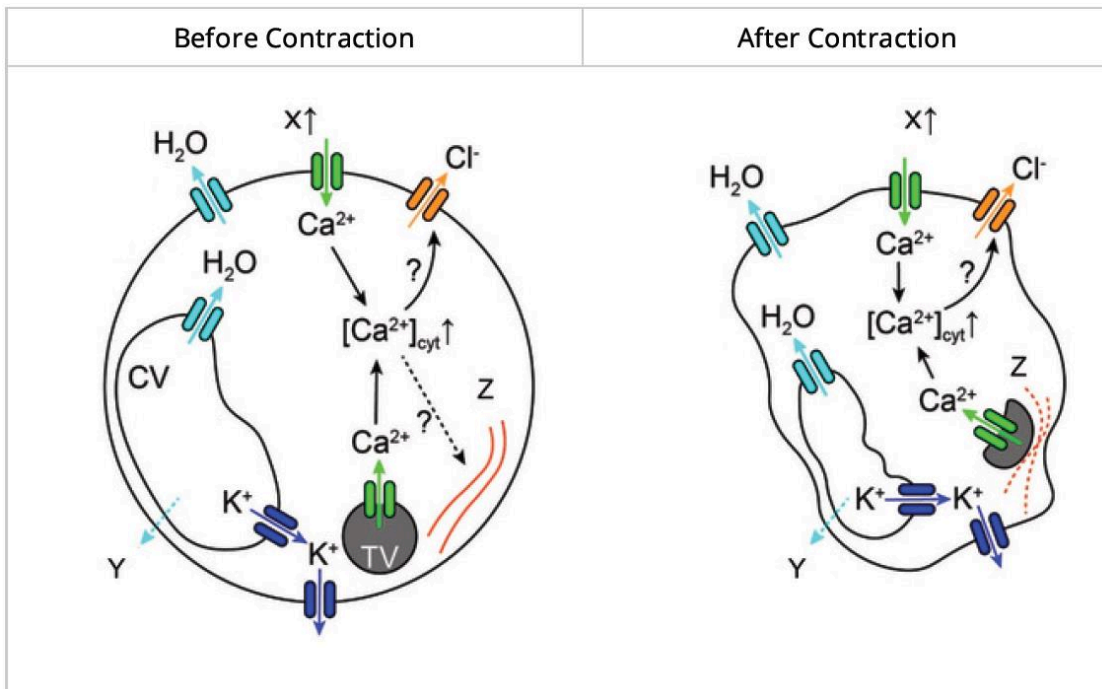 Before Contraction
After Contraction
X↑
H₂O
Cl⁻
Ca²⁺
?
H₂O
[Ca²⁺]cyt↑
CV
Z
Ca²⁺
?
K⁺
K⁺
TV
Y
X↑
H₂O
Cl⁻
Ca²⁺
?
H₂O
[Ca²⁺]cyt↑
Z
Ca²⁺
K⁺
K⁺
Y